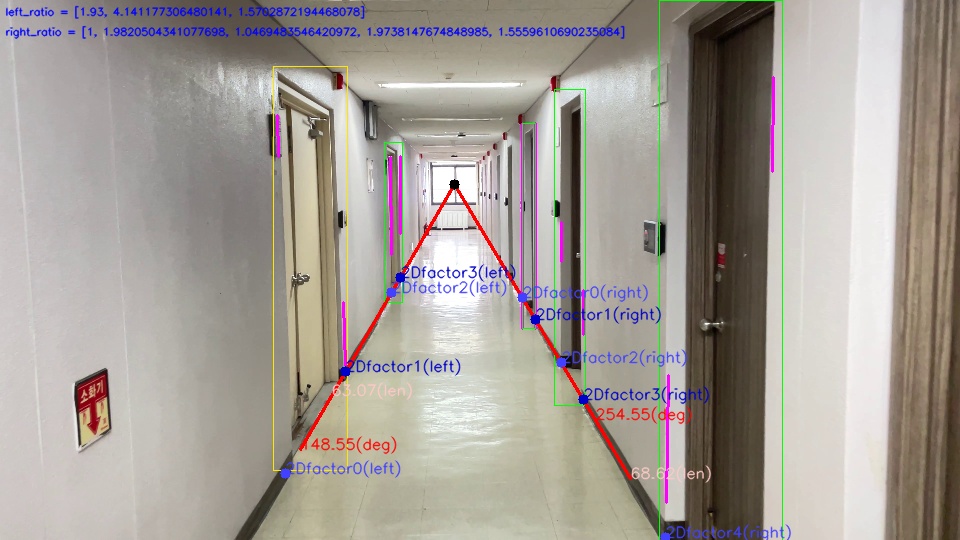 left_ratio = [1.93, 4.141177306480141, 1.5702872194468078]
right_ratio = [1, 1.9820504341077698, 1.0469483546420972, 1.9738147674848985, 1.5559610690235084]
2Dfactor3(left)
2Dfactor2(left)
2Dfactor0(right)
2Dfactor1(right)
2Dfactor2(right)
2Dfactor1(left)
63.07(len)
2Dfactor3(right)
254.55(deg)
소화기
148.55(deg)
2Dfactor0(left)
68.62(len)
2Dfactor4(right)